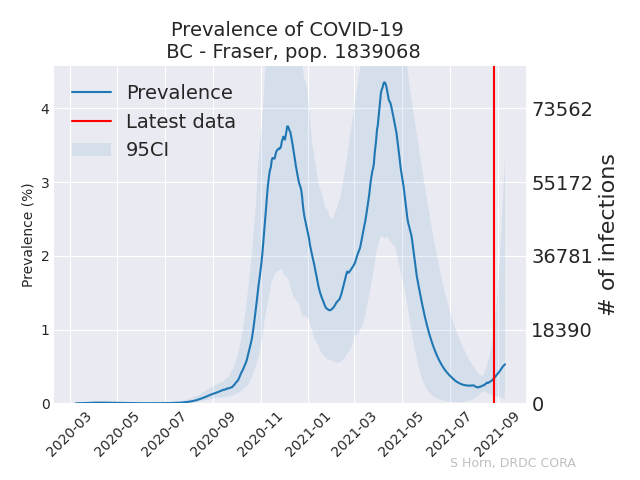 Prevalence of COVID-19
BC - Fraser, pop. 1839068
Prevalence
Latest data
95CI
Prevalence (%)
4
3
2
1
0
73562
55172
36781
18390
0
# of infections
2020-03
2020-05
2020-07
2020-09
2020-11
2021-01
2021-03
2021-05
2021-07
2021-09
S Horn, DRDC CORA